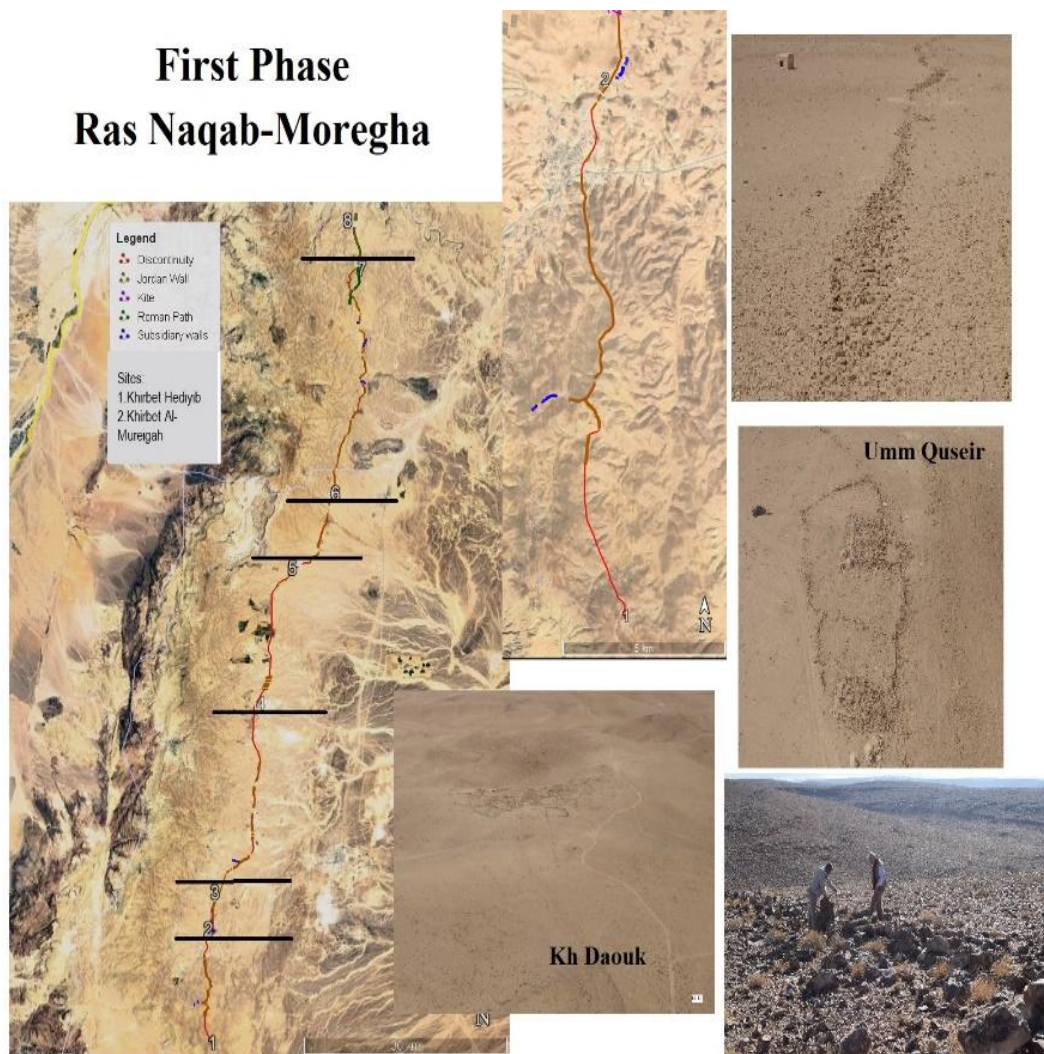 First Phase
Ras Naqab-Moregha
Legend
Discontinuity
Jordan Wall
Kite
Roman Path
Subsidiary walls
Sites:
1.Khirbet Hediyib
2.Khirbet Al-
Mureigah
8
7
6
5
4
3
2
1
N
30 km
2
1
N
5 km
Umm Quseir
Kh Daouk